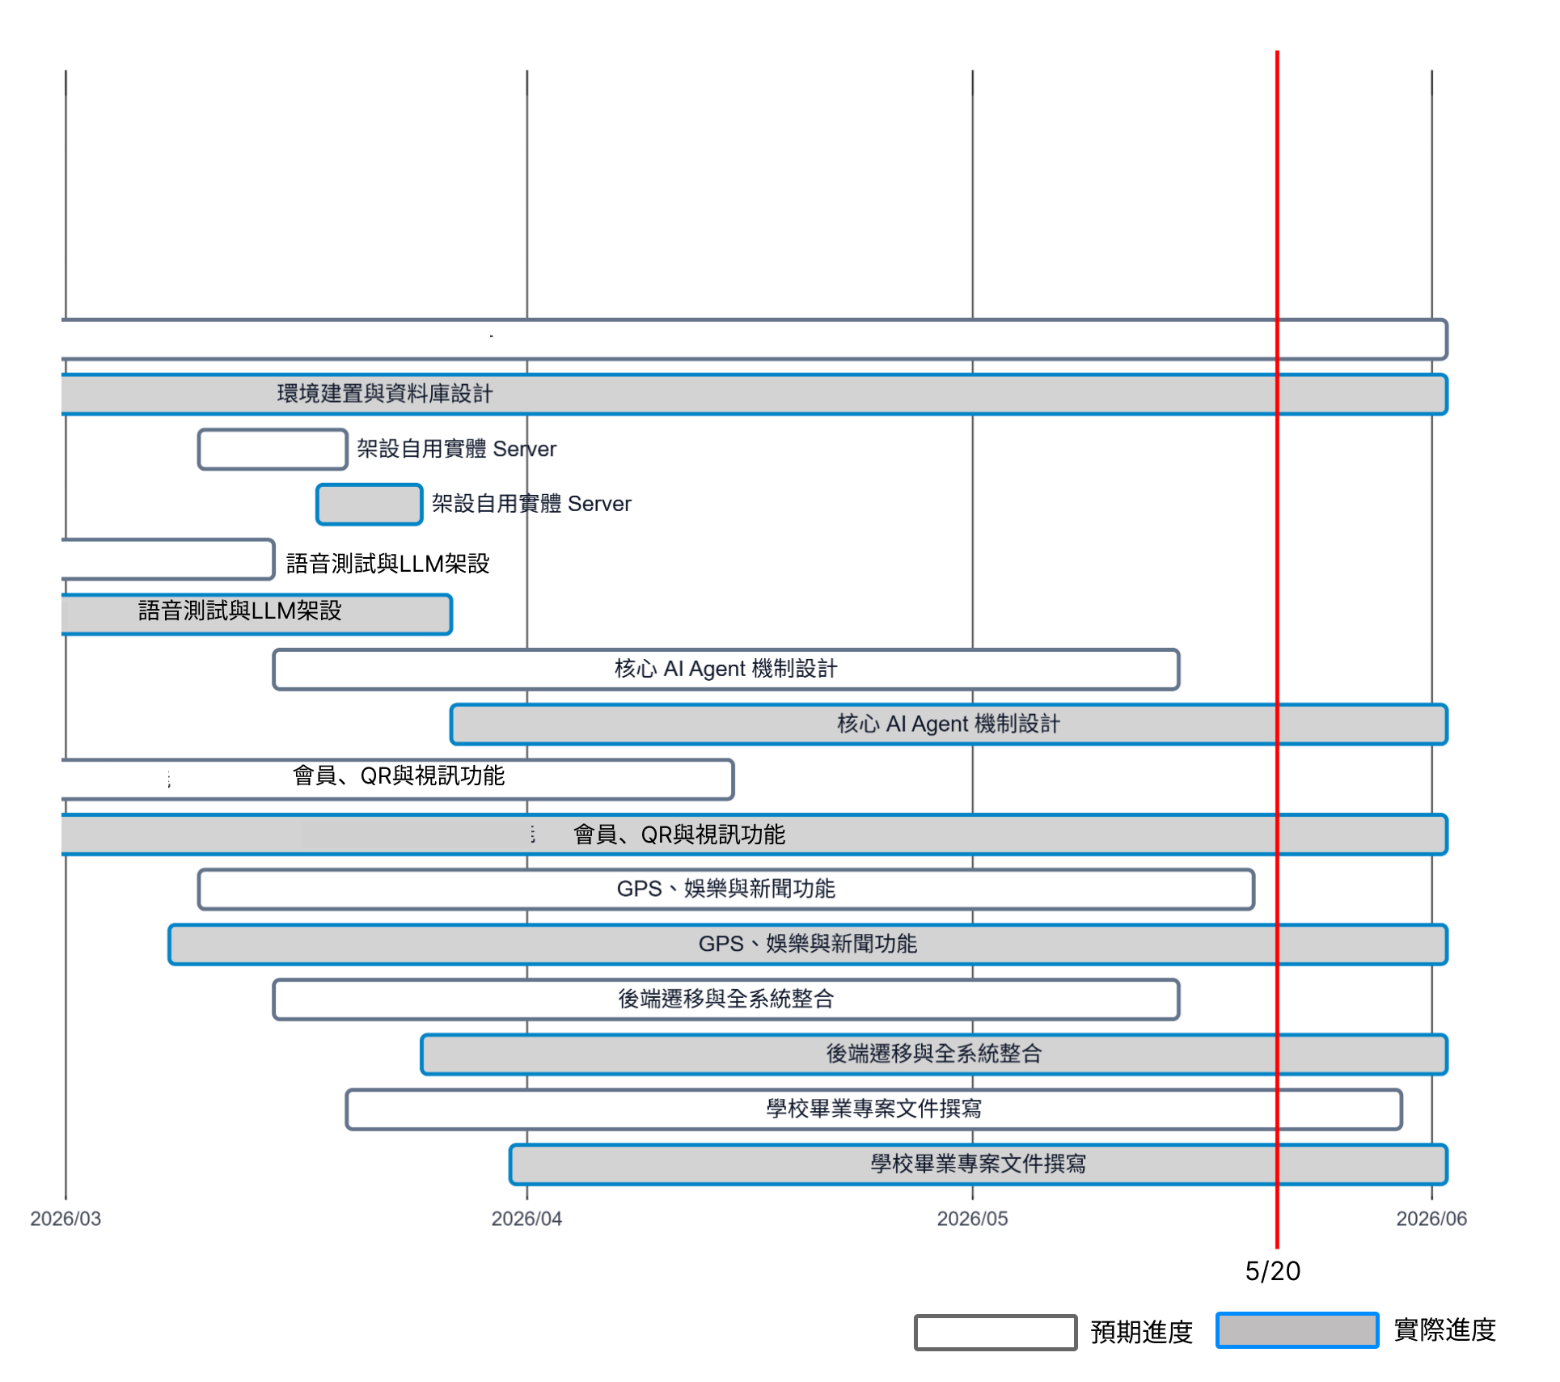 環境建置與資料庫設計
架設自用實體 Server
架設自用實體 Server
語音測試與LLM架設
語音測試與LLM架設
核心 AI Agent 機制設計
核心 AI Agent 機制設計
會員、QR與視訊功能
會員、QR與視訊功能
GPS、娛樂與新聞功能
GPS、娛樂與新聞功能
後端遷移與全系統整合
後端遷移與全系統整合
學校畢業專案文件撰寫
學校畢業專案文件撰寫
2026/03 2026/04 2026/05 2026/06
5/20
預期進度 實際進度